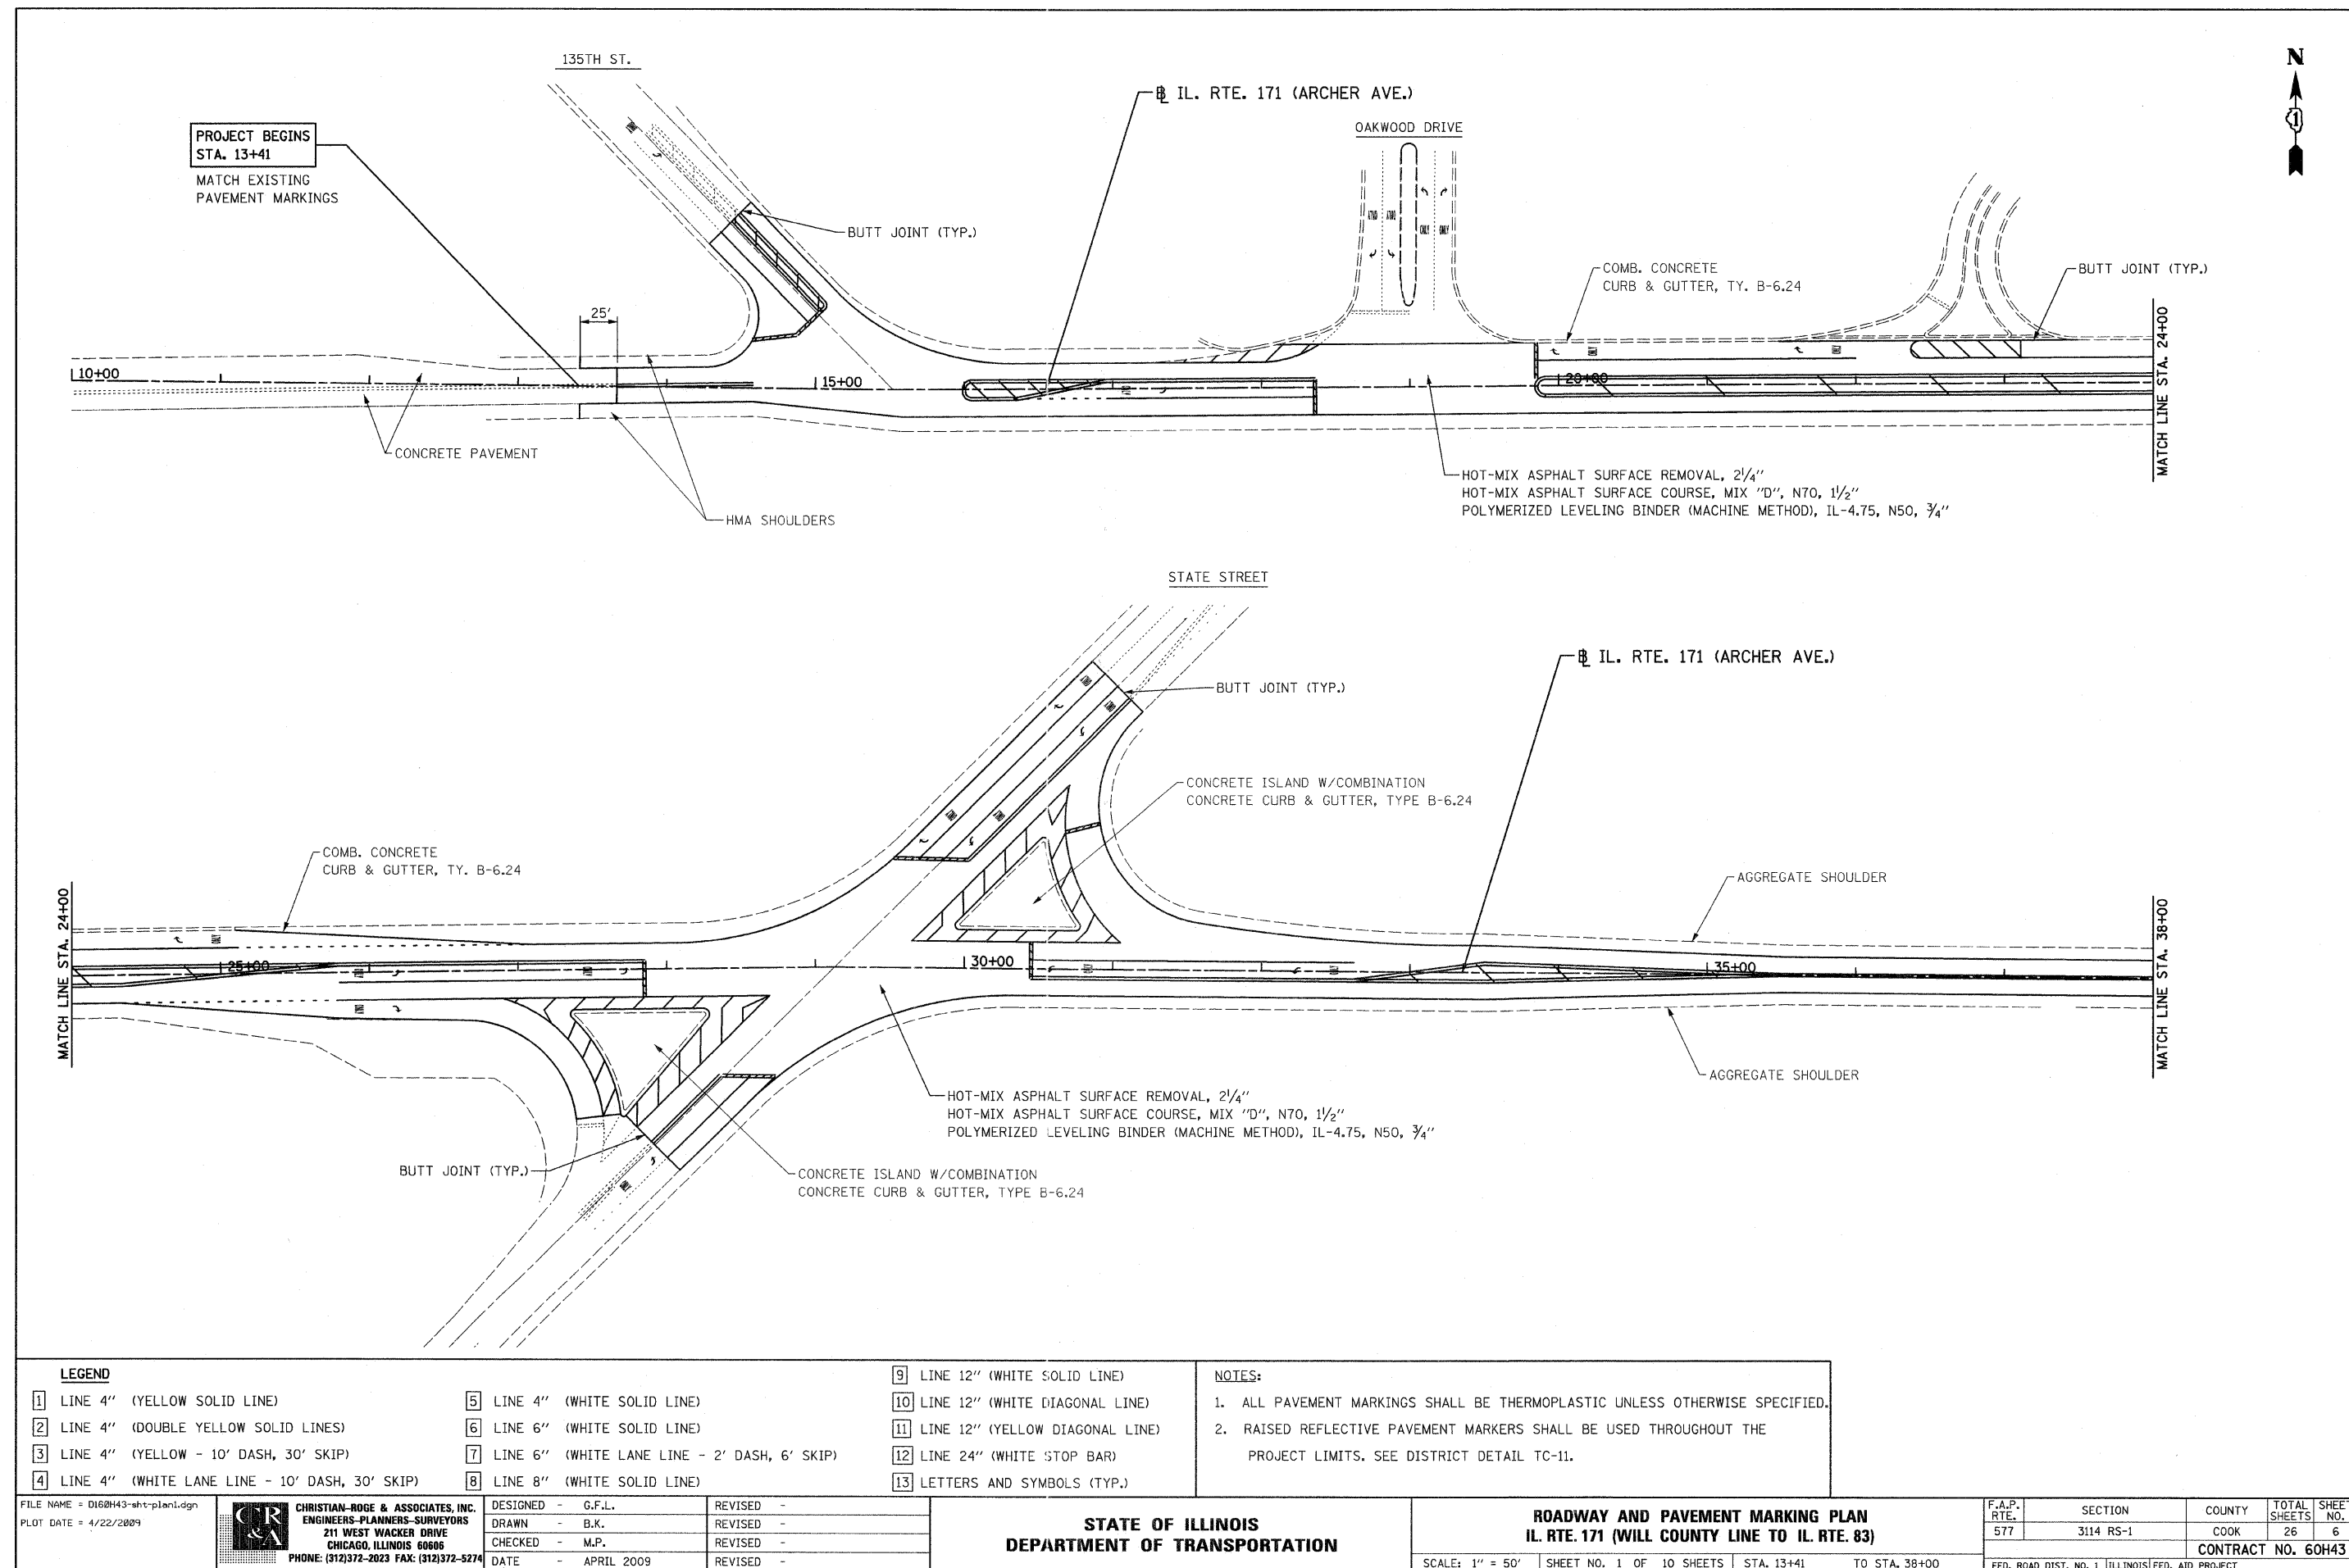 135TH ST.
N
1
℄ IL. RTE. 171 (ARCHER AVE.)
OAKWOOD DRIVE
PROJECT BEGINS
STA. 13+41
MATCH EXISTING
PAVEMENT MARKINGS
BUTT JOINT (TYP.)
COMB. CONCRETE
CURB & GUTTER, TY. B-6.24
BUTT JOINT (TYP.)
ONLY ONLY
25'
MATCH LINE STA. 24+00
10+00
15+00
20+00
CONCRETE PAVEMENT
HMA SHOULDERS
HOT-MIX ASPHALT SURFACE REMOVAL, 2¼"
HOT-MIX ASPHALT SURFACE COURSE, MIX "D", N70, 1½"
POLYMERIZED LEVELING BINDER (MACHINE METHOD), IL-4.75, N50, ¾"
STATE STREET
℄ IL. RTE. 171 (ARCHER AVE.)
BUTT JOINT (TYP.)
CONCRETE ISLAND W/COMBINATION
CONCRETE CURB & GUTTER, TYPE B-6.24
COMB. CONCRETE
CURB & GUTTER, TY. B-6.24
AGGREGATE SHOULDER
MATCH LINE STA. 24+00
MATCH LINE STA. 38+00
25+00
30+00
35+00
AGGREGATE SHOULDER
HOT-MIX ASPHALT SURFACE REMOVAL, 2¼"
HOT-MIX ASPHALT SURFACE COURSE, MIX "D", N70, 1½"
POLYMERIZED LEVELING BINDER (MACHINE METHOD), IL-4.75, N50, ¾"
BUTT JOINT (TYP.)
CONCRETE ISLAND W/COMBINATION
CONCRETE CURB & GUTTER, TYPE B-6.24
LEGEND
1 LINE 4" (YELLOW SOLID LINE)
2 LINE 4" (DOUBLE YELLOW SOLID LINES)
3 LINE 4" (YELLOW - 10' DASH, 30' SKIP)
4 LINE 4" (WHITE LANE LINE - 10' DASH, 30' SKIP)
5 LINE 4" (WHITE SOLID LINE)
6 LINE 6" (WHITE SOLID LINE)
7 LINE 6" (WHITE LANE LINE - 2' DASH, 6' SKIP)
8 LINE 8" (WHITE SOLID LINE)
9 LINE 12" (WHITE SOLID LINE)
10 LINE 12" (WHITE DIAGONAL LINE)
11 LINE 12" (YELLOW DIAGONAL LINE)
12 LINE 24" (WHITE STOP BAR)
13 LETTERS AND SYMBOLS (TYP.)
NOTES:
1. ALL PAVEMENT MARKINGS SHALL BE THERMOPLASTIC UNLESS OTHERWISE SPECIFIED.
2. RAISED REFLECTIVE PAVEMENT MARKERS SHALL BE USED THROUGHOUT THE
PROJECT LIMITS. SEE DISTRICT DETAIL TC-11.
FILE NAME = D160H43-sht-plan1.dgn
PLOT DATE = 4/22/2009
CR&A
CHRISTIAN-ROGE & ASSOCIATES, INC.
ENGINEERS-PLANNERS-SURVEYORS
211 WEST WACKER DRIVE
CHICAGO, ILLINOIS 60606
PHONE: (312)372-2023 FAX: (312)372-5274
DESIGNED - G.F.L.
DRAWN - B.K.
CHECKED - M.P.
DATE - APRIL 2009
REVISED -
REVISED -
REVISED -
REVISED -
STATE OF ILLINOIS
DEPARTMENT OF TRANSPORTATION
ROADWAY AND PAVEMENT MARKING PLAN
IL. RTE. 171 (WILL COUNTY LINE TO IL. RTE. 83)
SCALE: 1" = 50' SHEET NO. 1 OF 10 SHEETS STA. 13+41 TO STA. 38+00
F.A.P. RTE. SECTION COUNTY TOTAL SHEETS SHEET NO.
577 3114 RS-1 COOK 26 6
CONTRACT NO. 60H43
FED. ROAD DIST. NO. 1 ILLINOIS FED. AID PROJECT